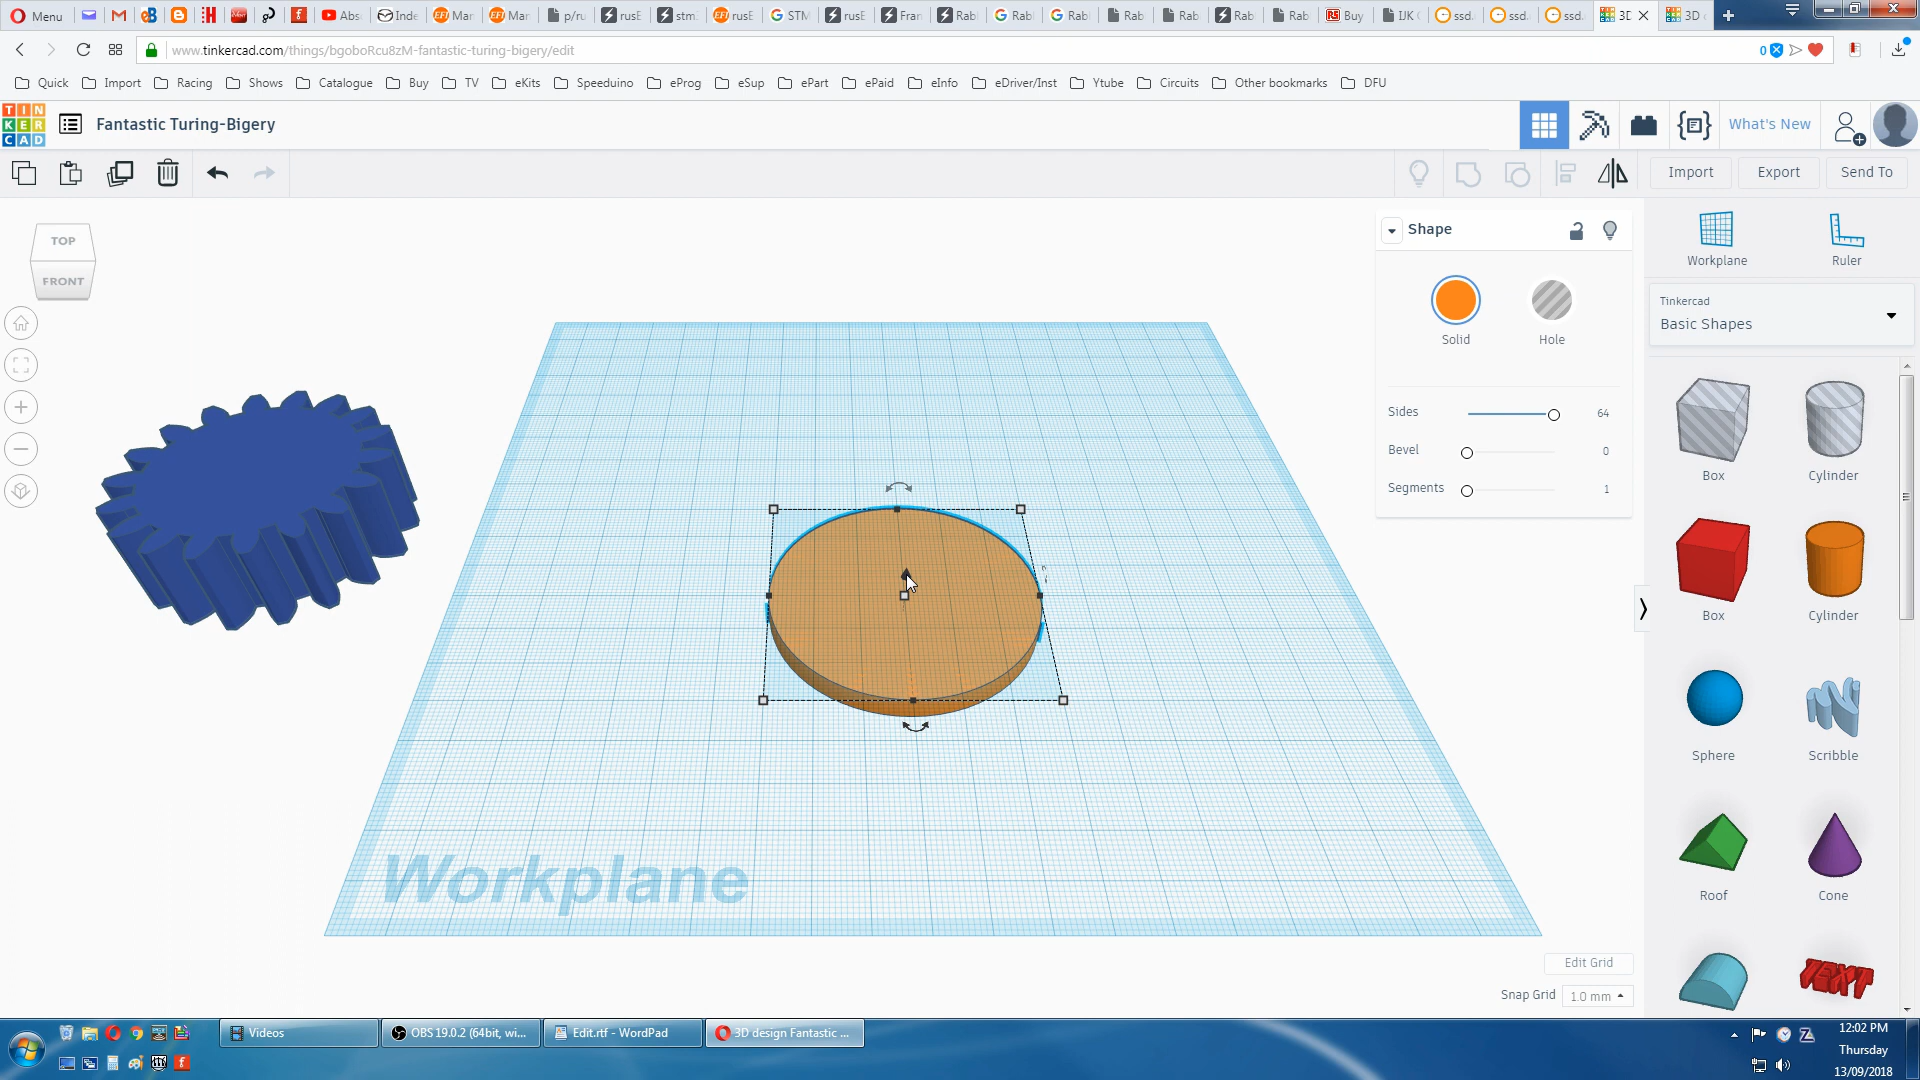 Menu
Abs
Inde
Mar
Mar
p/ru
rusE
stm
rusE
STM
rusE
Fran
Rabl
Rabl
Rabl
Rab
Rab
Rab
Rab
Buy
IJK
ssd.
ssd.
ssd.
3D
3D
www.tinkercad.com/things/bgoboRcu8zM-fantastic-turing-bigery/edit
0
Quick Import Racing Shows Catalogue Buy TV eKits Speeduino eProg eSup ePart ePaid eInfo eDriver/Inst Ytube Circuits Other bookmarks DFU
TIN
KER
CAD
Fantastic Turing-Bigery
What's New
Import
Export
Send To
TOP
FRONT
Shape
Solid
Hole
Sides 64
Bevel 0
Segments 1
Workplane
Ruler
Tinkercad
Basic Shapes
Box
Cylinder
Box
Cylinder
Sphere
Scribble
Roof
Cone
TEXT
Workplane
Edit Grid
Snap Grid 1.0 mm
Videos
OBS 19.0.2 (64bit, wi...
Edit.rtf - WordPad
3D design Fantastic ...
12:02 PM
Thursday
13/09/2018